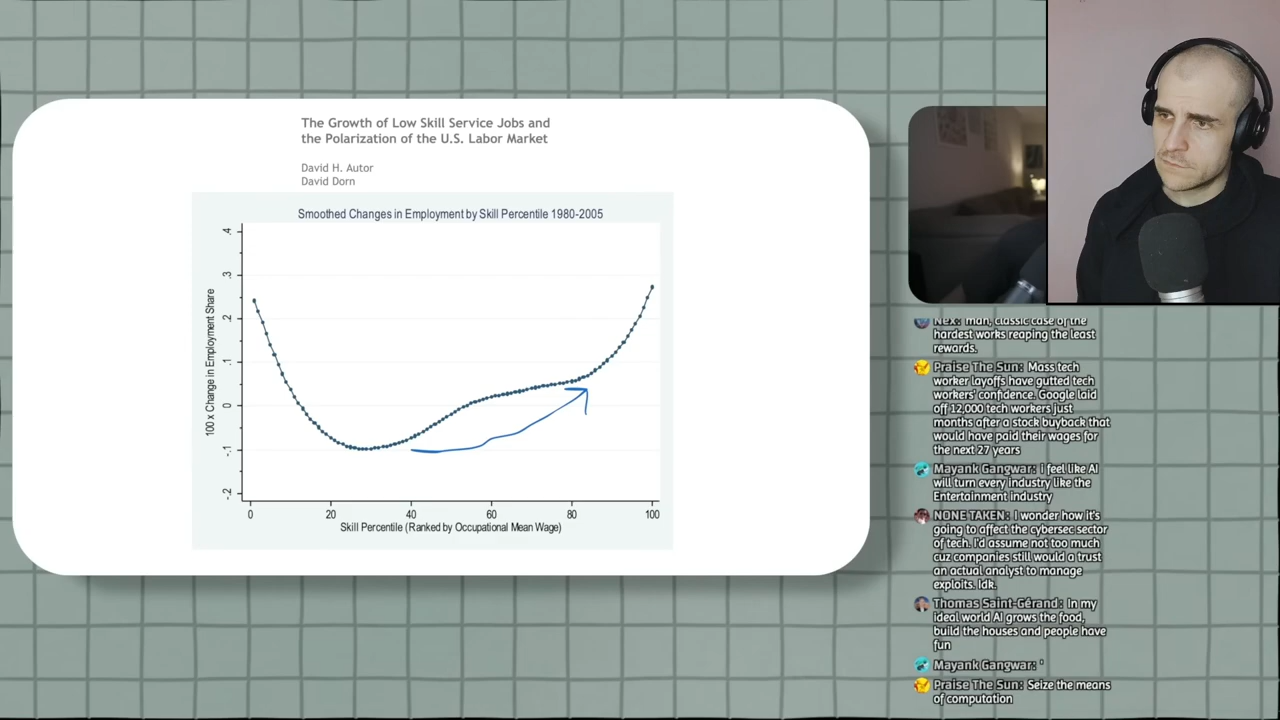 The Growth of Low Skill Service Jobs and
the Polarization of the U.S. Labor Market
David H. Autor
David Dorn
Smoothed Changes in Employment by Skill Percentile 1980-2005
100 x Change in Employment Share
.4
.3
.2
.1
0
-.1
-.2
0 20 40 60 80 100
Skill Percentile (Ranked by Occupational Mean Wage)
Nex: man, classic case of the
hardest works reaping the least
rewards.
Praise The Sun: Mass tech
worker layoffs have gutted tech
workers' confidence. Google laid
off 12,000 tech workers just
months after a stock buyback that
would have paid their wages for
the next 27 years
Mayank Gangwar: i feel like AI
will turn every industry like the
Entertainment industry
NONE TAKEN: I wonder how it's
going to affect the cybersec sector
of tech. I'd assume not too much
cuz companies still would a trust
an actual analyst to manage
exploits. Idk.
Thomas Saint-Gérand: In my
ideal world AI grows the food,
build the houses and people have
fun
Mayank Gangwar: '
Praise The Sun: Seize the means
of computation